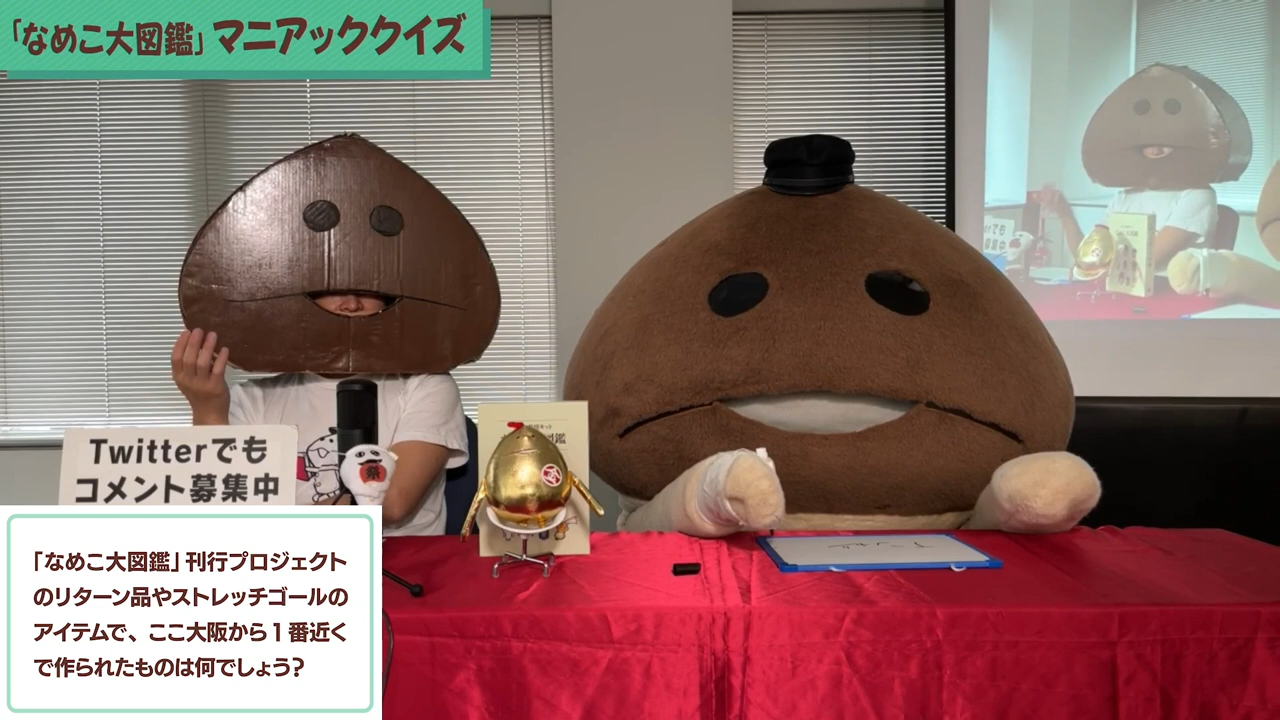 「なめこ大図鑑」マニアッククイズ
Twitterでも
コメント募集中
祭
「なめこ大図鑑」刊行プロジェクト
のリターン品やストレッチゴールの
アイテムで、ここ大阪から1番近く
で作られたものは何でしょう?